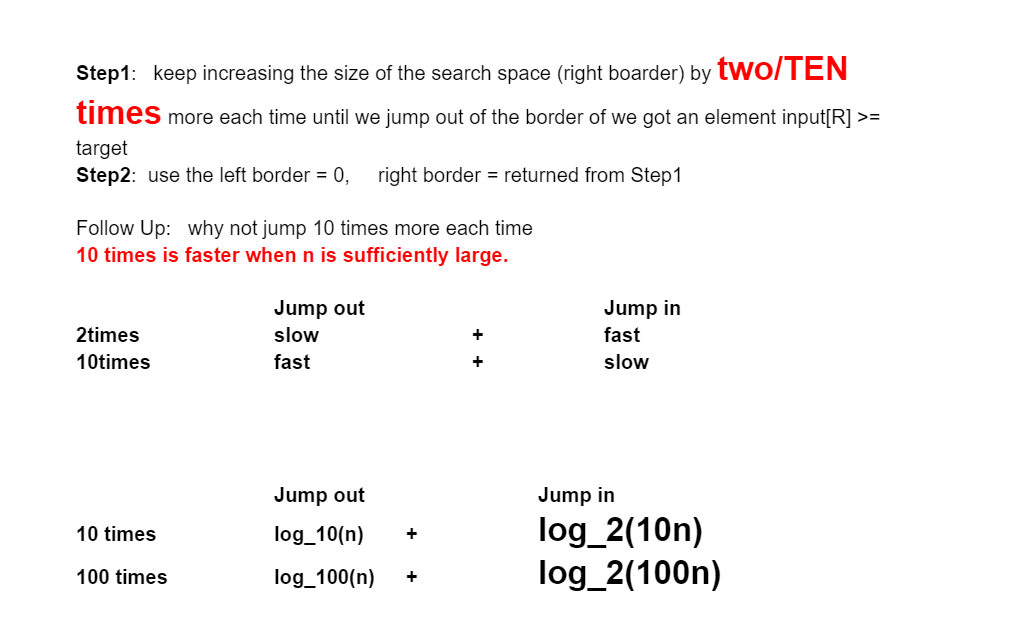 Step1:   keep increasing the size of the search space (right boarder) by two/TEN
times more each time until we jump out of the border of we got an element input[R] >=
target
Step2:  use the left border = 0,     right border = returned from Step1
Follow Up:   why not jump 10 times more each time
10 times is faster when n is sufficiently large.
Jump out Jump in
2times slow + fast
10times fast + slow
Jump out Jump in
10 times log_10(n) + log_2(10n)
100 times log_100(n) + log_2(100n)